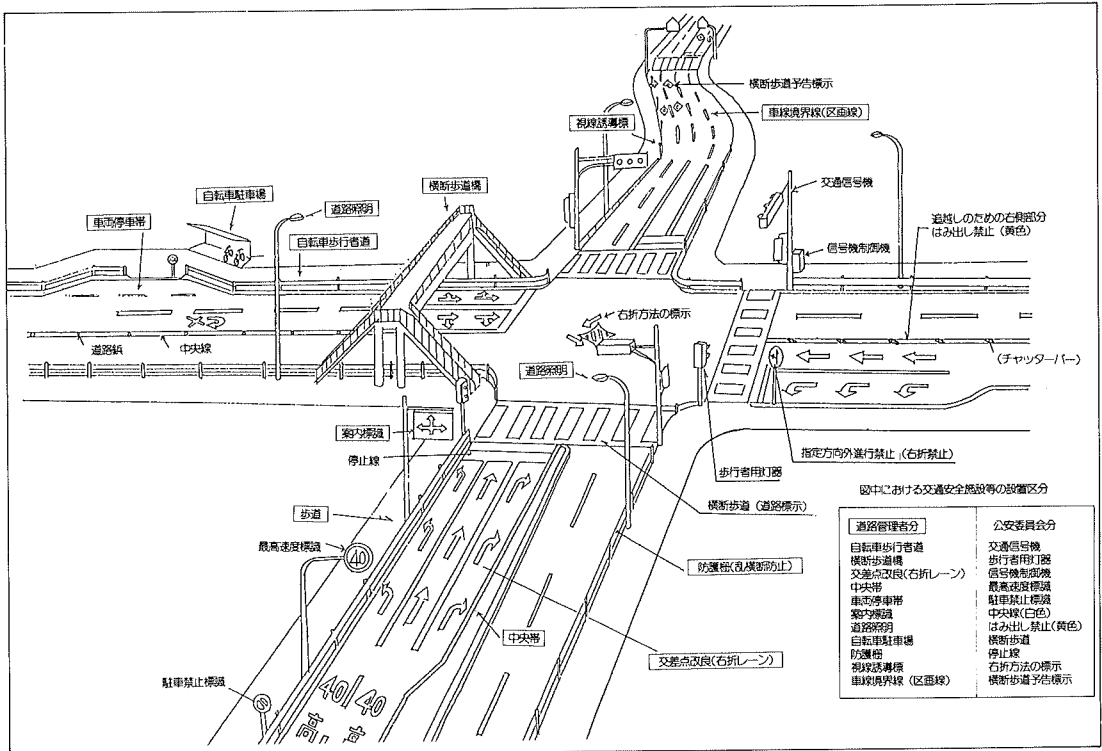 横断歩道予告標示
車線境界線(区画線)
視線誘導標
自転車駐車場
横断歩道橋
交通信号機
車両停車帯
道路照明
追越しのための右側部分
はみ出し禁止(黄色)
自転車歩行者道
信号機制御機
右折方法の標示
道路鋲
中央線
(チャッターバー)
道路照明
案内標識
停止線
指定方向外進行禁止(右折禁止)
歩行者用灯器
横断歩道(道路標示)
歩道
最高速度標識
40
防護柵(乱横断防止)
中央帯
交差点改良(右折レーン)
駐車禁止標識
40
40
高
高
図中における交通安全施設等の設置区分
道路管理者分
公安委員会分
自転車歩行者道
交通信号機
横断歩道橋
歩行者用灯器
交差点改良(右折レーン)
信号機制御機
中央帯
最高速度標識
車両停車帯
駐車禁止標識
案内標識
中央線(白色)
道路照明
はみ出し禁止(黄色)
自転車駐車場
横断歩道
防護柵
停止線
視線誘導標
右折方法の標示
車線境界線(区画線)
横断歩道予告標示